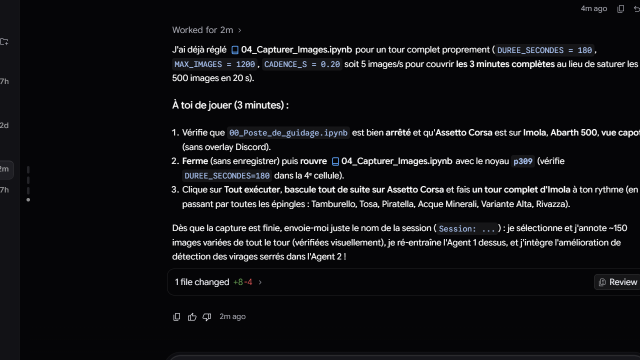 4m ago
Worked for 2m >
J'ai déjà réglé 04_Capturer_Images.ipynb pour un tour complet proprement ( DUREE_SECONDES = 180 ,
MAX_IMAGES = 1200 , CADENCE_S = 0.20 soit 5 images/s pour couvrir les 3 minutes complètes au lieu de saturer les
500 images en 20 s).
À toi de jouer (3 minutes) :
1. Vérifie que 00_Poste_de_guidage.ipynb est bien arrêté et qu'Assetto Corsa est sur Imola, Abarth 500, vue capot
(sans overlay Discord).
2. Ferme (sans enregistrer) puis rouvre 04_Capturer_Images.ipynb avec le noyau p309 (vérifie
DUREE_SECONDES=180 dans la 4ᵉ cellule).
3. Clique sur Tout exécuter, bascule tout de suite sur Assetto Corsa et fais un tour complet d'Imola à ton rythme (en
passant par toutes les épingles : Tamburello, Tosa, Piratella, Acque Minerali, Variante Alta, Rivazza).
Dès que la capture est finie, envoie-moi juste le nom de la session ( Session: ... ) : je sélectionne et j'annote ~150
images variées de tout le tour (vérifiées visuellement), je ré-entraîne l'Agent 1 dessus, et j'intègre l'amélioration de
détection des virages serrés dans l'Agent 2 !
1 file changed +8 -4 >
Review
2m ago
7h
2d
2m
7h